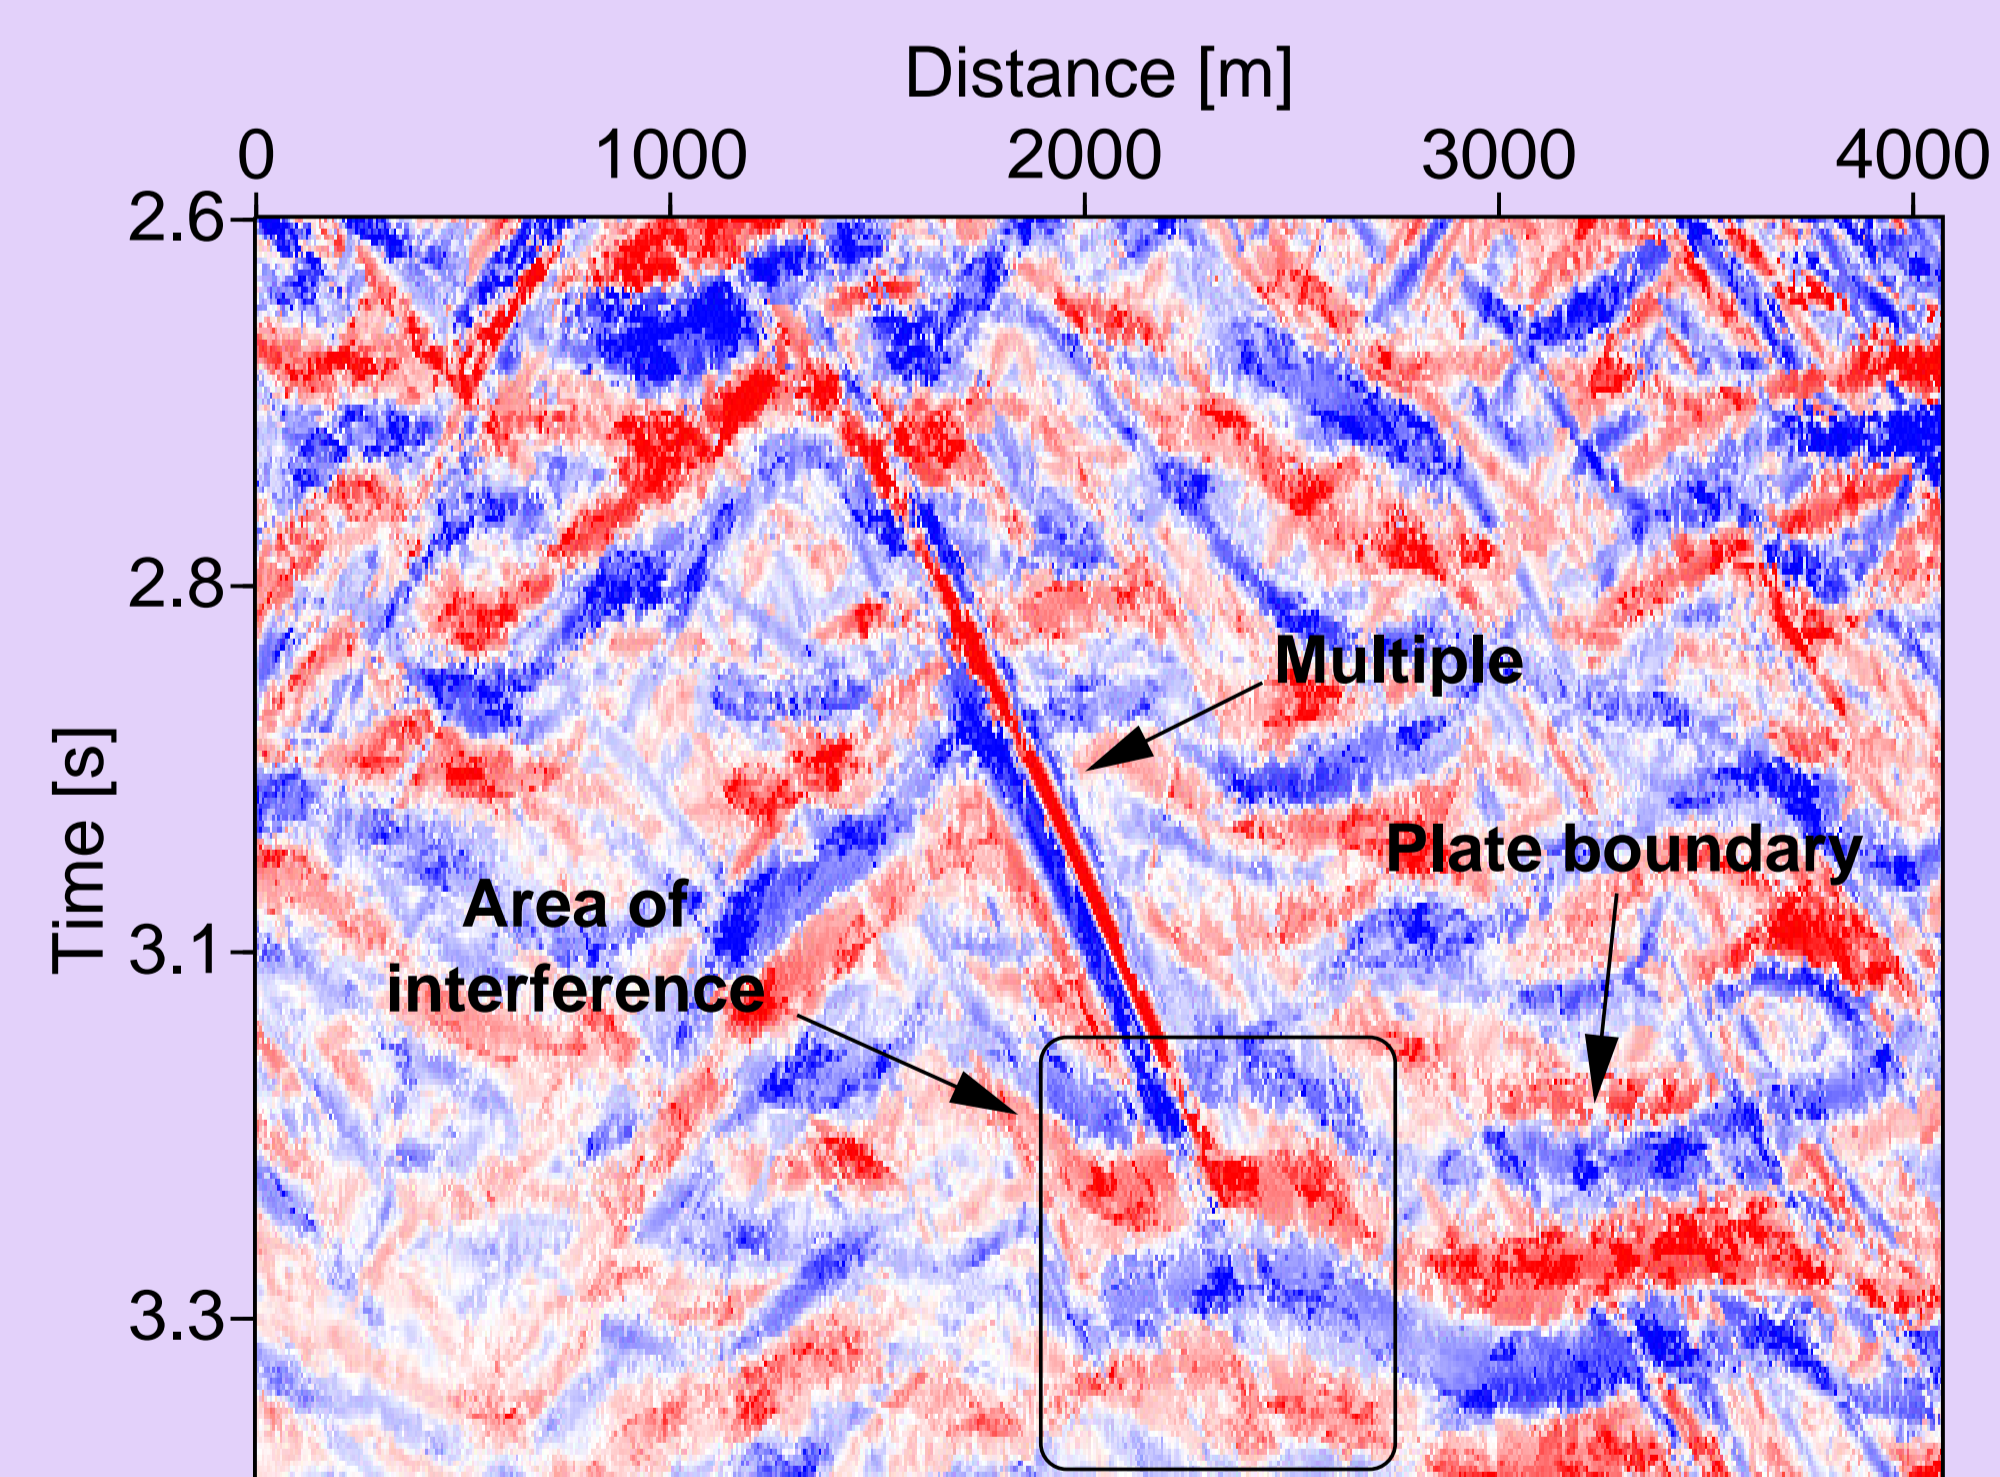 Distance [m]
0 1000 2000 3000 4000
2.6
2.8
Multiple
Time [s]
Plate boundary
Area of
interference
3.1
3.3